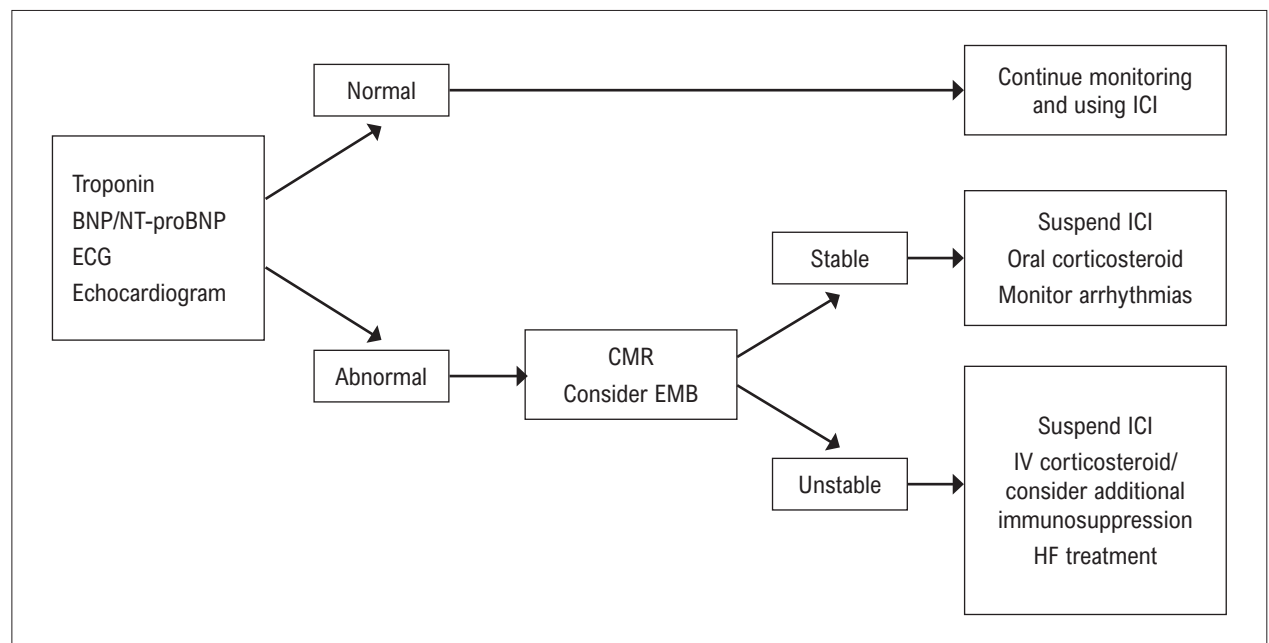 Normal
Continue monitoring
and using ICI
Troponin
BNP/NT-proBNP
ECG
Echocardiogram
Abnormal
CMR
Consider EMB
Stable
Suspend ICI
Oral corticosteroid
Monitor arrhythmias
Unstable
Suspend ICI
IV corticosteroid/
consider additional
immunosuppression
HF treatment